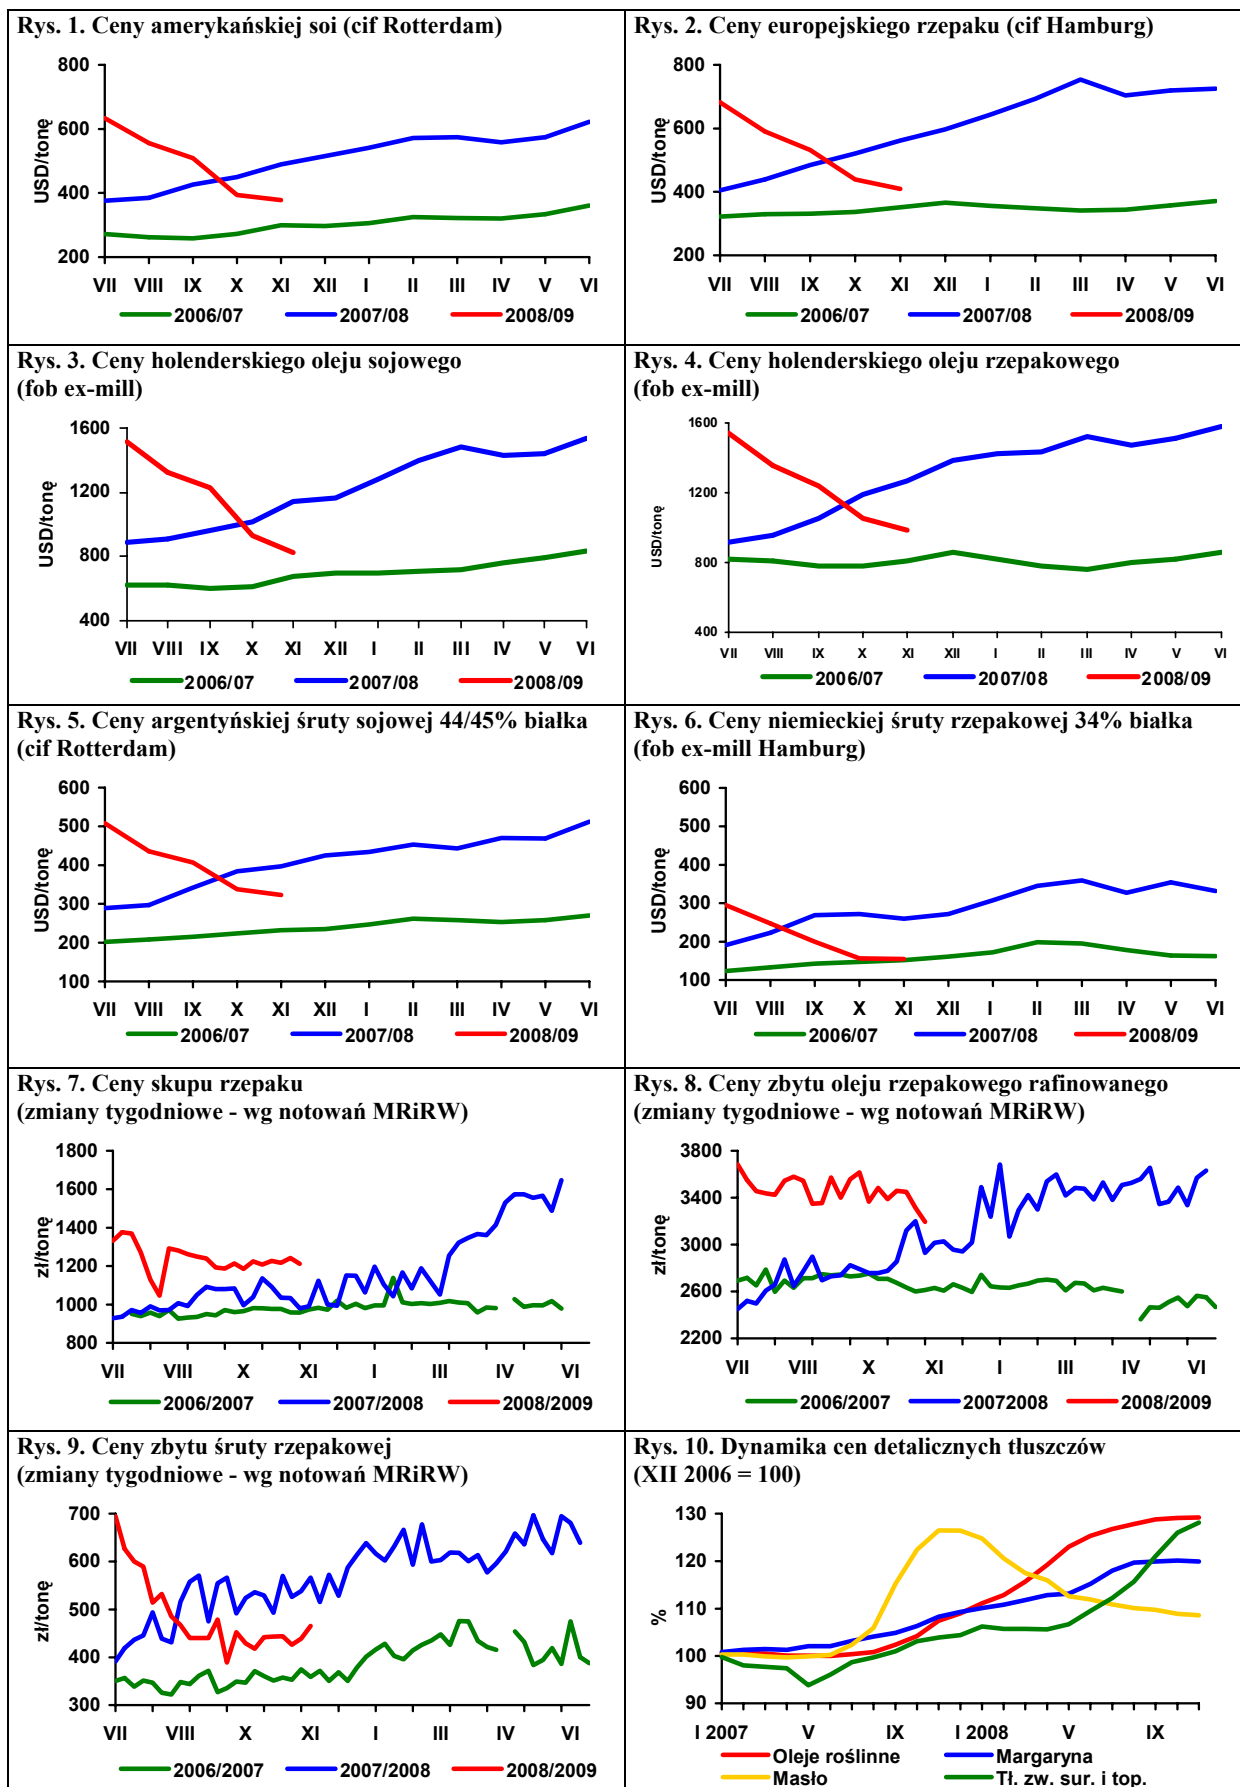 Rys. 1. Ceny amerykańskiej soi (cif Rotterdam)
USD/tonę
800
600
400
200
VII VIII IX X XI XII I II III IV V VI
2006/07 2007/08 2008/09
Rys. 2. Ceny europejskiego rzepaku (cif Hamburg)
USD/tonę
800
600
400
200
VII VIII IX X XI XII I II III IV V VI
2006/07 2007/08 2008/09
Rys. 3. Ceny holenderskiego oleju sojowego
(fob ex-mill)
USD/tonę
1600
1200
800
400
VII VIII IX X XI XII I II III IV V VI
2006/07 2007/08 2008/09
Rys. 4. Ceny holenderskiego oleju rzepakowego
(fob ex-mill)
USD/tonę
1600
1200
800
400
VII VIII IX X XI XII I II III IV V VI
2006/07 2007/08 2008/09
Rys. 5. Ceny argentyńskiej śruty sojowej 44/45% białka
(cif Rotterdam)
USD/tonę
600
500
400
300
200
100
VII VIII IX X XI XII I II III IV V VI
2006/07 2007/08 2008/09
Rys. 6. Ceny niemieckiej śruty rzepakowej 34% białka
(fob ex-mill Hamburg)
USD/tonę
600
500
400
300
200
100
VII VIII IX X XI XII I II III IV V VI
2006/07 2007/08 2008/09
Rys. 7. Ceny skupu rzepaku
(zmiany tygodniowe - wg notowań MRiRW)
zł/tonę
1800
1600
1400
1200
1000
800
VII VIII X XI I III IV VI
2006/2007 2007/2008 2008/2009
Rys. 8. Ceny zbytu oleju rzepakowego rafinowanego
(zmiany tygodniowe - wg notowań MRiRW)
zł/tonę
3800
3400
3000
2600
2200
VII VIII X XI I III IV VI
2006/2007 20072008 2008/2009
Rys. 9. Ceny zbytu śruty rzepakowej
(zmiany tygodniowe - wg notowań MRiRW)
zł/tonę
700
600
500
400
300
VII VIII X XI I III IV VI
2006/2007 2007/2008 2008/2009
Rys. 10. Dynamika cen detalicznych tłuszczów
(XII 2006 = 100)
%
130
120
110
100
90
I 2007 V IX I 2008 V IX
Oleje roślinne Margaryna
Masło Tł. zw. sur. i top.